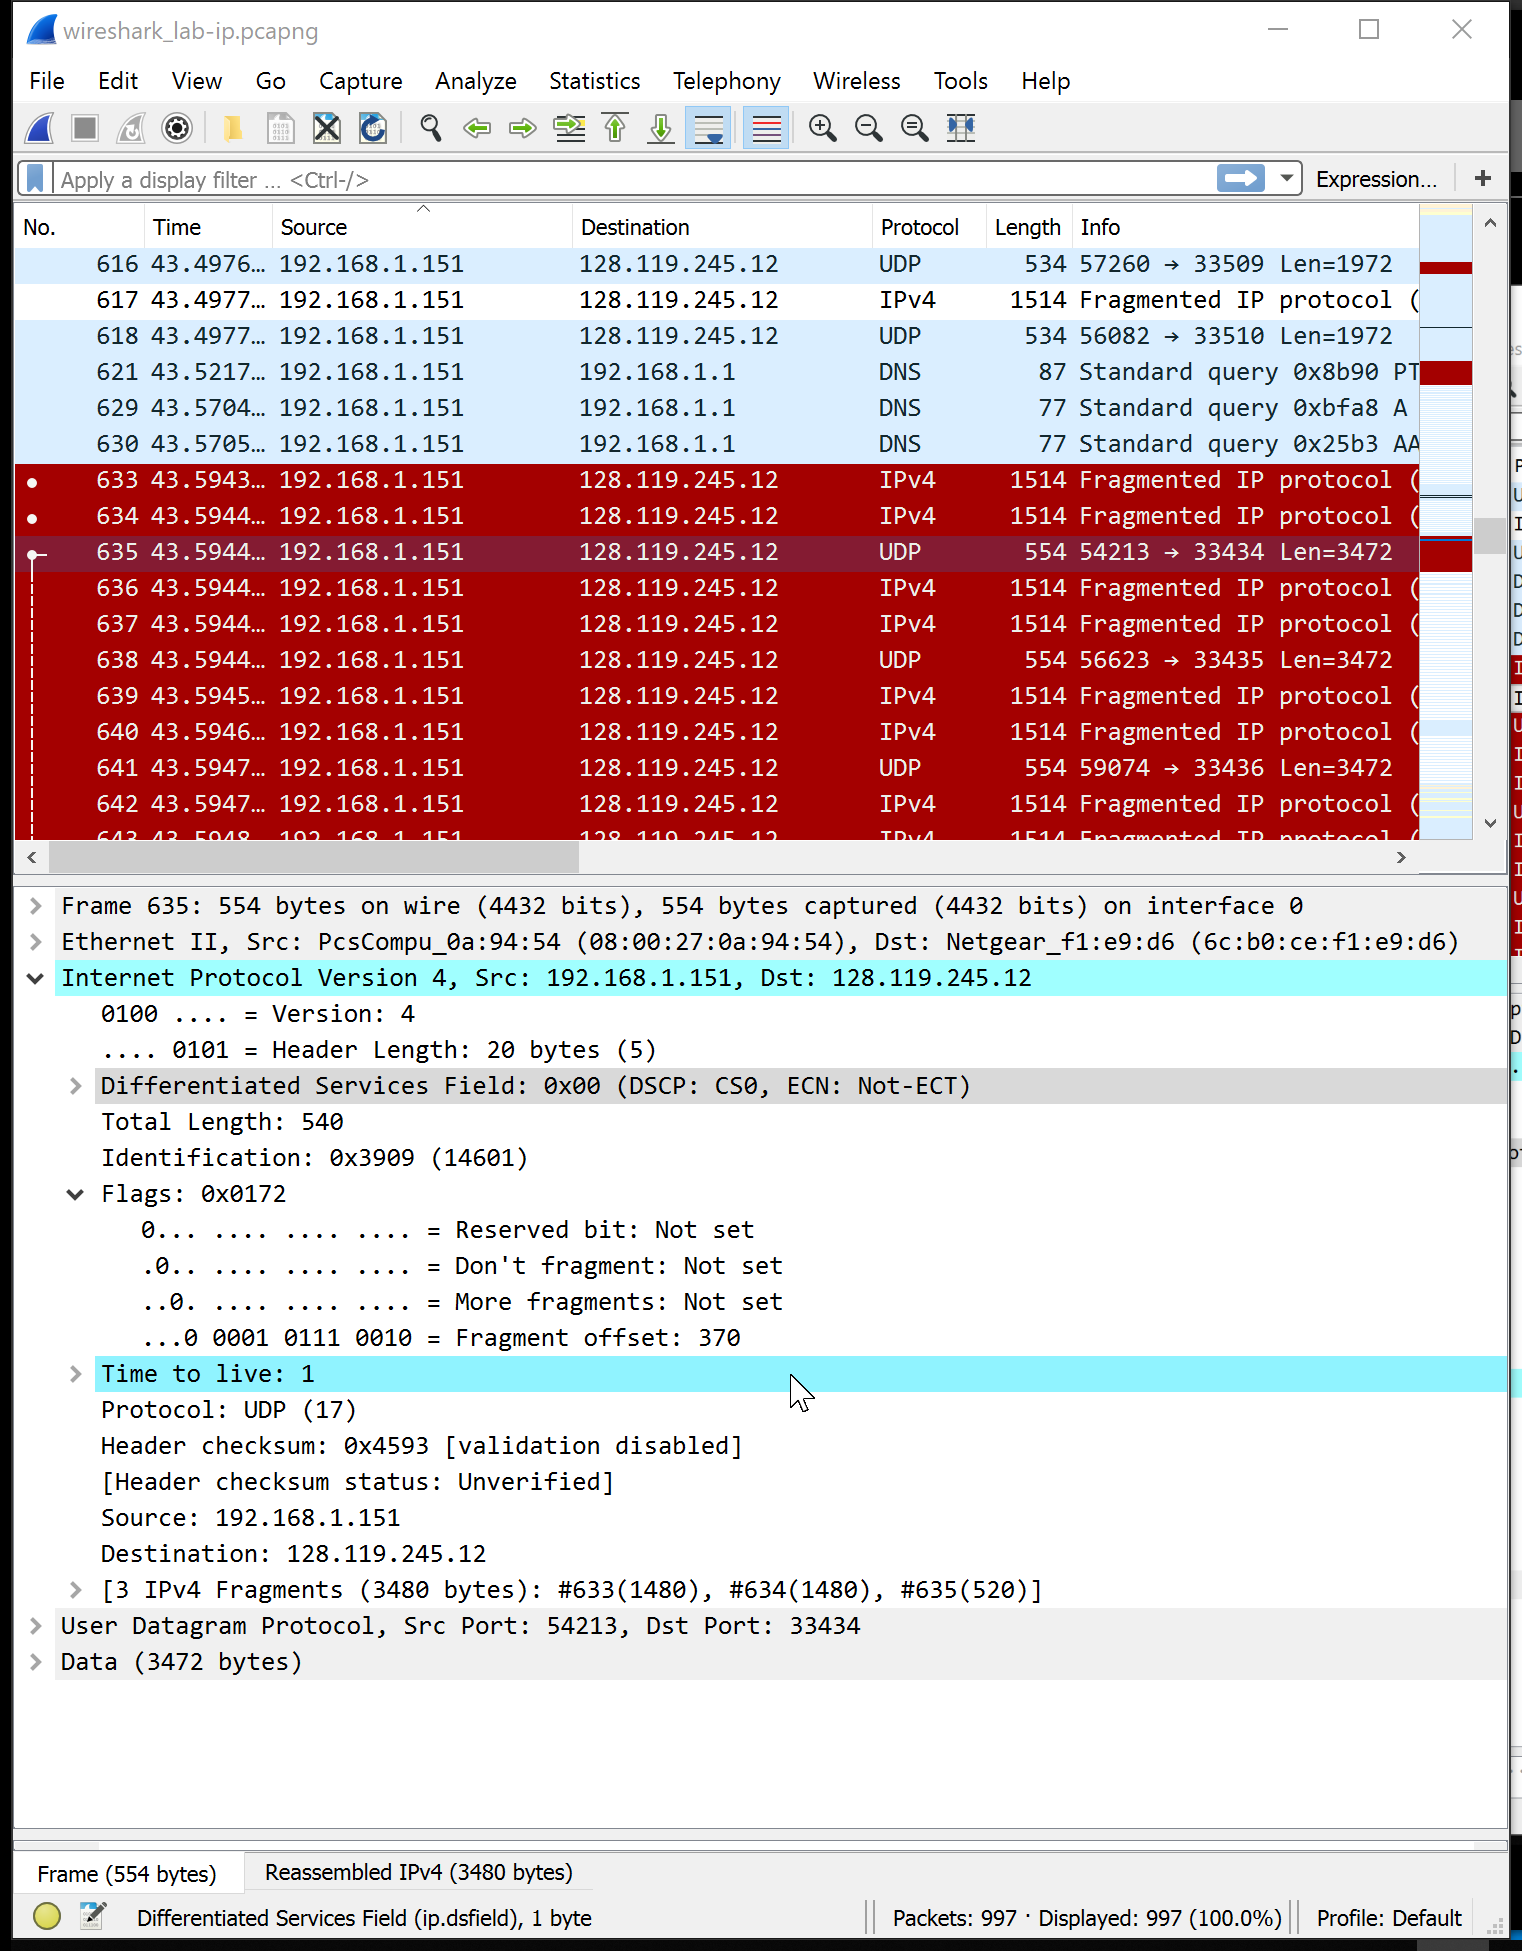 wireshark_lab-ip.pcapng
File Edit View Go Capture Analyze Statistics Telephony Wireless Tools Help
Apply a display filter ... <Ctrl-/> Expression... +
No. Time Source Destination Protocol Length Info
616 43.4976… 192.168.1.151 128.119.245.12 UDP 534 57260 → 33509 Len=1972
617 43.4977… 192.168.1.151 128.119.245.12 IPv4 1514 Fragmented IP protocol (
618 43.4977… 192.168.1.151 128.119.245.12 UDP 534 56082 → 33510 Len=1972
621 43.5217… 192.168.1.151 192.168.1.1 DNS 87 Standard query 0x8b90 PT
629 43.5704… 192.168.1.151 192.168.1.1 DNS 77 Standard query 0xbfa8 A
630 43.5705… 192.168.1.151 192.168.1.1 DNS 77 Standard query 0x25b3 AA
633 43.5943… 192.168.1.151 128.119.245.12 IPv4 1514 Fragmented IP protocol (
634 43.5944… 192.168.1.151 128.119.245.12 IPv4 1514 Fragmented IP protocol (
635 43.5944… 192.168.1.151 128.119.245.12 UDP 554 54213 → 33434 Len=3472
636 43.5944… 192.168.1.151 128.119.245.12 IPv4 1514 Fragmented IP protocol (
637 43.5944… 192.168.1.151 128.119.245.12 IPv4 1514 Fragmented IP protocol (
638 43.5944… 192.168.1.151 128.119.245.12 UDP 554 56623 → 33435 Len=3472
639 43.5945… 192.168.1.151 128.119.245.12 IPv4 1514 Fragmented IP protocol (
640 43.5946… 192.168.1.151 128.119.245.12 IPv4 1514 Fragmented IP protocol (
641 43.5947… 192.168.1.151 128.119.245.12 UDP 554 59074 → 33436 Len=3472
642 43.5947… 192.168.1.151 128.119.245.12 IPv4 1514 Fragmented IP protocol (
643 43.5948… 192.168.1.151 128.119.245.12 IPv4 1514 Fragmented IP protocol (
Frame 635: 554 bytes on wire (4432 bits), 554 bytes captured (4432 bits) on interface 0
Ethernet II, Src: PcsCompu_0a:94:54 (08:00:27:0a:94:54), Dst: Netgear_f1:e9:d6 (6c:b0:ce:f1:e9:d6)
Internet Protocol Version 4, Src: 192.168.1.151, Dst: 128.119.245.12
0100 .... = Version: 4
.... 0101 = Header Length: 20 bytes (5)
Differentiated Services Field: 0x00 (DSCP: CS0, ECN: Not-ECT)
Total Length: 540
Identification: 0x3909 (14601)
Flags: 0x0172
0... .... .... .... = Reserved bit: Not set
.0.. .... .... .... = Don't fragment: Not set
..0. .... .... .... = More fragments: Not set
...0 0001 0111 0010 = Fragment offset: 370
Time to live: 1
Protocol: UDP (17)
Header checksum: 0x4593 [validation disabled]
[Header checksum status: Unverified]
Source: 192.168.1.151
Destination: 128.119.245.12
[3 IPv4 Fragments (3480 bytes): #633(1480), #634(1480), #635(520)]
User Datagram Protocol, Src Port: 54213, Dst Port: 33434
Data (3472 bytes)
Frame (554 bytes) Reassembled IPv4 (3480 bytes)
Differentiated Services Field (ip.dsfield), 1 byte Packets: 997 · Displayed: 997 (100.0%) Profile: Default